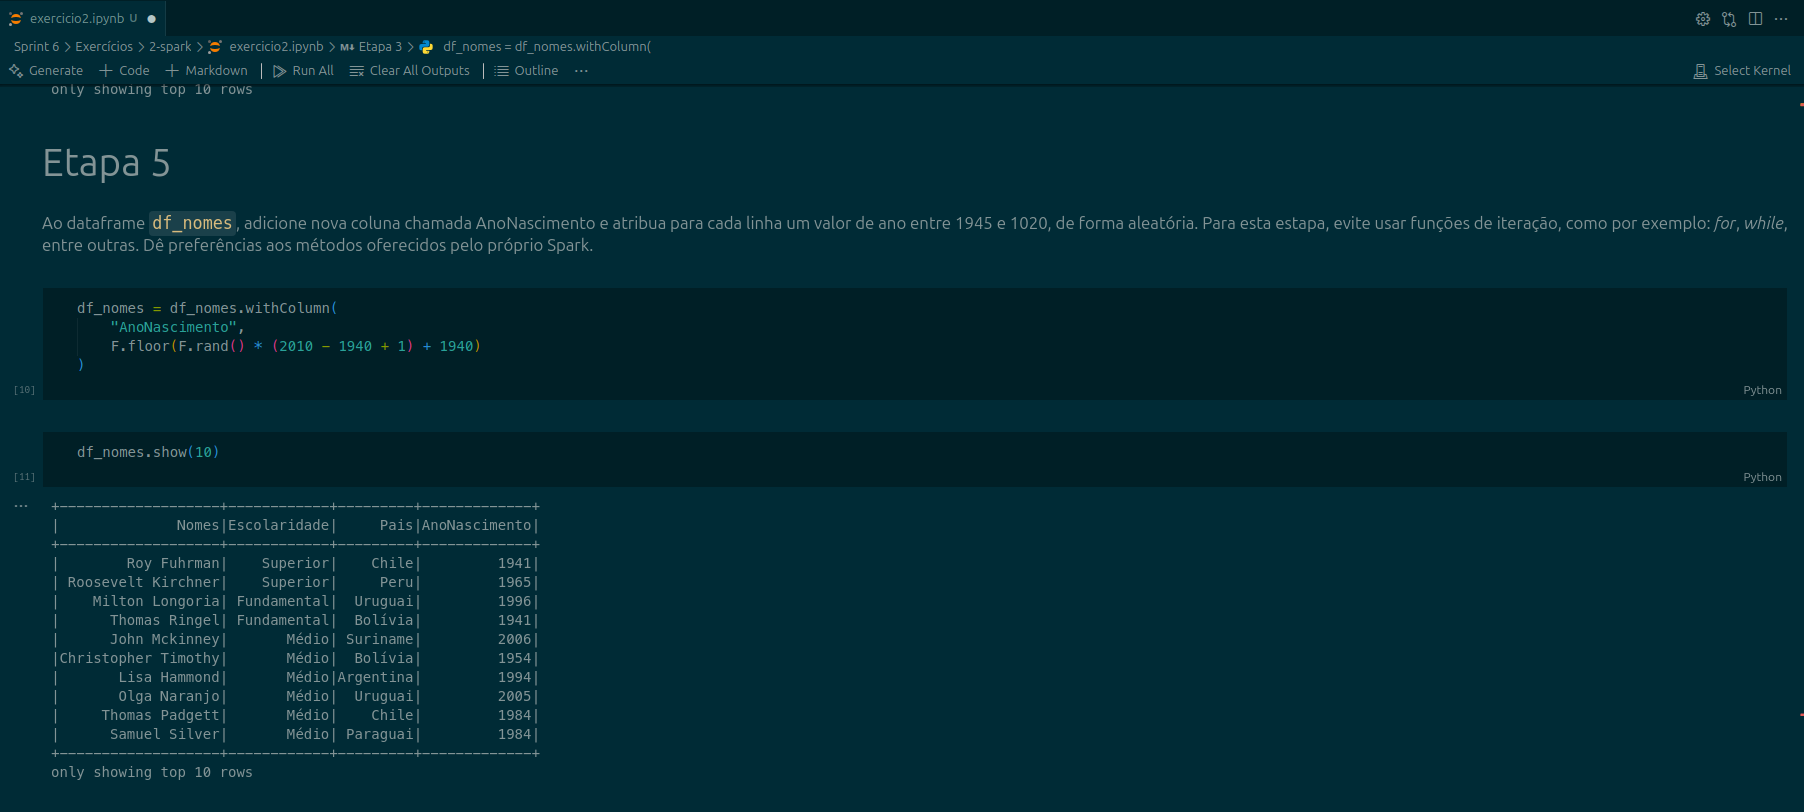 exercicio2.ipynb U ●
Sprint 6 > Exercícios > 2-spark > exercicio2.ipynb > M↓ Etapa 3 > df_nomes = df_nomes.withColumn(
Generate + Code + Markdown | Run All Clear All Outputs | Outline ··· Select Kernel
only showing top 10 rows
Etapa 5
Ao dataframe df_nomes, adicione nova coluna chamada AnoNascimento e atribua para cada linha um valor de ano entre 1945 e 1020, de forma aleatória. Para esta estapa, evite usar funções de iteração, como por exemplo: for, while,
entre outras. Dê preferências aos métodos oferecidos pelo próprio Spark.
df_nomes = df_nomes.withColumn(
"AnoNascimento",
F.floor(F.rand() * (2010 - 1940 + 1) + 1940)
)
[10] Python
df_nomes.show(10)
[11] Python
+-------------------+------------+---------+-------------+
|              Nomes|Escolaridade|     Pais|AnoNascimento|
+-------------------+------------+---------+-------------+
|        Roy Fuhrman|    Superior|    Chile|         1941|
| Roosevelt Kirchner|    Superior|     Peru|         1965|
|    Milton Longoria| Fundamental|  Uruguai|         1996|
|      Thomas Ringel| Fundamental|  Bolívia|         1941|
|      John Mckinney|       Médio| Suriname|         2006|
|Christopher Timothy|       Médio|  Bolívia|         1954|
|       Lisa Hammond|       Médio|Argentina|         1994|
|       Olga Naranjo|       Médio|  Uruguai|         2005|
|     Thomas Padgett|       Médio|    Chile|         1984|
|      Samuel Silver|       Médio| Paraguai|         1984|
+-------------------+------------+---------+-------------+
only showing top 10 rows